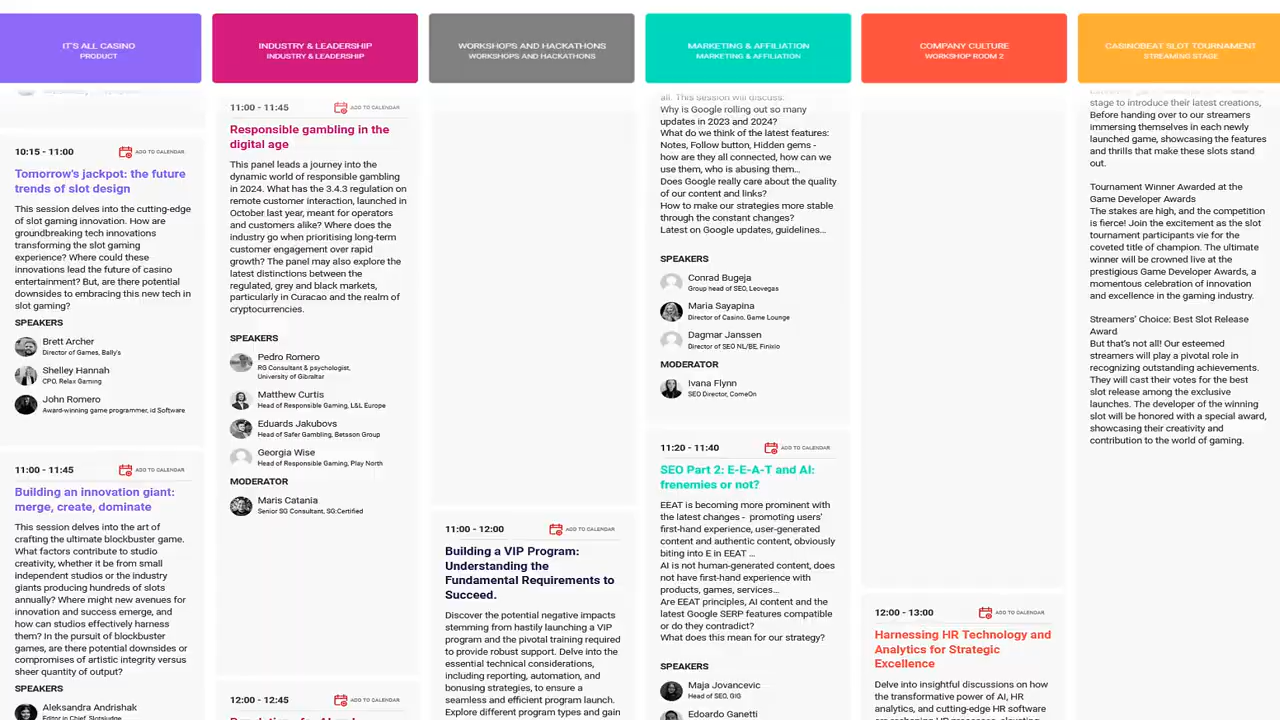 IT'S ALL CASINO
PRODUCT
10:15 - 11:00
ADD TO CALENDAR
Tomorrow's jackpot: the future
trends of slot design
This session delves into the cutting-edge
of slot gaming innovation. How are
groundbreaking tech innovations
transforming the slot gaming
experience? Where could these
innovations lead the future of casino
entertainment? But, are there potential
downsides to embracing this new tech in
slot gaming?
SPEAKERS
Brett Archer
Director of Games, Bally's
Shelley Hannah
CPO, Relax Gaming
John Romero
Award-winning game programmer, id Software
11:00 - 11:45
ADD TO CALENDAR
Building an innovation giant:
merge, create, dominate
This session delves into the art of
crafting the ultimate blockbuster game.
What factors contribute to studio
creativity, whether it be from small
independent studios or the industry
giants producing hundreds of slots
annually? Where might new avenues for
innovation and success emerge, and
how can studios effectively harness
them? In the pursuit of blockbuster
games, are there potential downsides or
compromises of artistic integrity versus
sheer quantity of output?
SPEAKERS
Aleksandra Andrishak
Editor in Chief, Slotsjudge
INDUSTRY & LEADERSHIP
INDUSTRY & LEADERSHIP
11:00 - 11:45
ADD TO CALENDAR
Responsible gambling in the
digital age
This panel leads a journey into the
dynamic world of responsible gambling
in 2024. What has the 3.4.3 regulation on
remote customer interaction, launched in
October last year, meant for operators
and customers alike? Where does the
industry go when prioritising long-term
customer engagement over rapid
growth? The panel may also explore the
latest distinctions between the
regulated, grey and black markets,
particularly in Curacao and the realm of
cryptocurrencies.
SPEAKERS
Pedro Romero
RG Consultant & psychologist,
University of Gibraltar
Matthew Curtis
Head of Responsible Gaming, L&L Europe
Eduards Jakubovs
Head of Safer Gambling, Betsson Group
Georgia Wise
Head of Responsible Gaming, Play North
MODERATOR
Maris Catania
Senior SG Consultant, SG:Certified
12:00 - 12:45
ADD TO CALENDAR
WORKSHOPS AND HACKATHONS
WORKSHOPS AND HACKATHONS
11:00 - 12:00
ADD TO CALENDAR
Building a VIP Program:
Understanding the
Fundamental Requirements to
Succeed.
Discover the potential negative impacts
stemming from hastily launching a VIP
program and the pivotal training required
to provide robust support. Delve into the
essential technical considerations,
including reporting, automation, and
bonusing strategies, to ensure a
seamless and efficient program launch.
Explore different program types and gain
MARKETING & AFFILIATION
MARKETING & AFFILIATION
all. This Session will discuss:
Why is Google rolling out so many
updates in 2023 and 2024?
What do we think of the latest features:
Notes, Follow button, Hidden gems -
how are they all connected, how can we
use them, who is abusing them...
Does Google really care about the quality
of our content and links?
How to make our strategies more stable
through the constant changes?
Latest on Google updates, guidelines...
SPEAKERS
Conrad Bugeja
Group head of SEO, Leovegas
Maria Sayapina
Director of Casino, Game Lounge
Dagmar Janssen
Director of SEO NL/BE, Finixio
MODERATOR
Ivana Flynn
SEO Director, ComeOn
11:20 - 11:40
ADD TO CALENDAR
SEO Part 2: E-E-A-T and AI:
frenemies or not?
EEAT is becoming more prominent with
the latest changes - promoting users'
first-hand experience, user-generated
content and authentic content, obviously
biting into E in EEAT ...
AI is not human-generated content, does
not have first-hand experience with
products, games, services...
Are EEAT principles, AI content and the
latest Google SERP features compatible
or do they contradict?
What does this mean for our strategy?
SPEAKERS
Maja Jovancevic
Head of SEO, GIG
Edoardo Ganetti
COMPANY CULTURE
WORKSHOP ROOM 2
12:00 - 13:00
ADD TO CALENDAR
Harnessing HR Technology and
Analytics for Strategic
Excellence
Delve into insightful discussions on how
the transformative power of AI, HR
analytics, and cutting-edge HR software
CASINOBEAT SLOT TOURNAMENT
STREAMING STAGE
stage to introduce their latest creations,
Before handing over to our streamers
immersing themselves in each newly
launched game, showcasing the features
and thrills that make these slots stand
out.
Tournament Winner Awarded at the
Game Developer Awards
The stakes are high, and the competition
is fierce! Join the excitement as the slot
tournament participants vie for the
coveted title of champion. The ultimate
winner will be crowned live at the
prestigious Game Developer Awards, a
momentous celebration of innovation
and excellence in the gaming industry.
Streamers' Choice: Best Slot Release
Award
But that's not all! Our esteemed
streamers will play a pivotal role in
recognizing outstanding achievements.
They will cast their votes for the best
slot release among the exclusive
launches. The developer of the winning
slot will be honored with a special award,
showcasing their creativity and
contribution to the world of gaming.